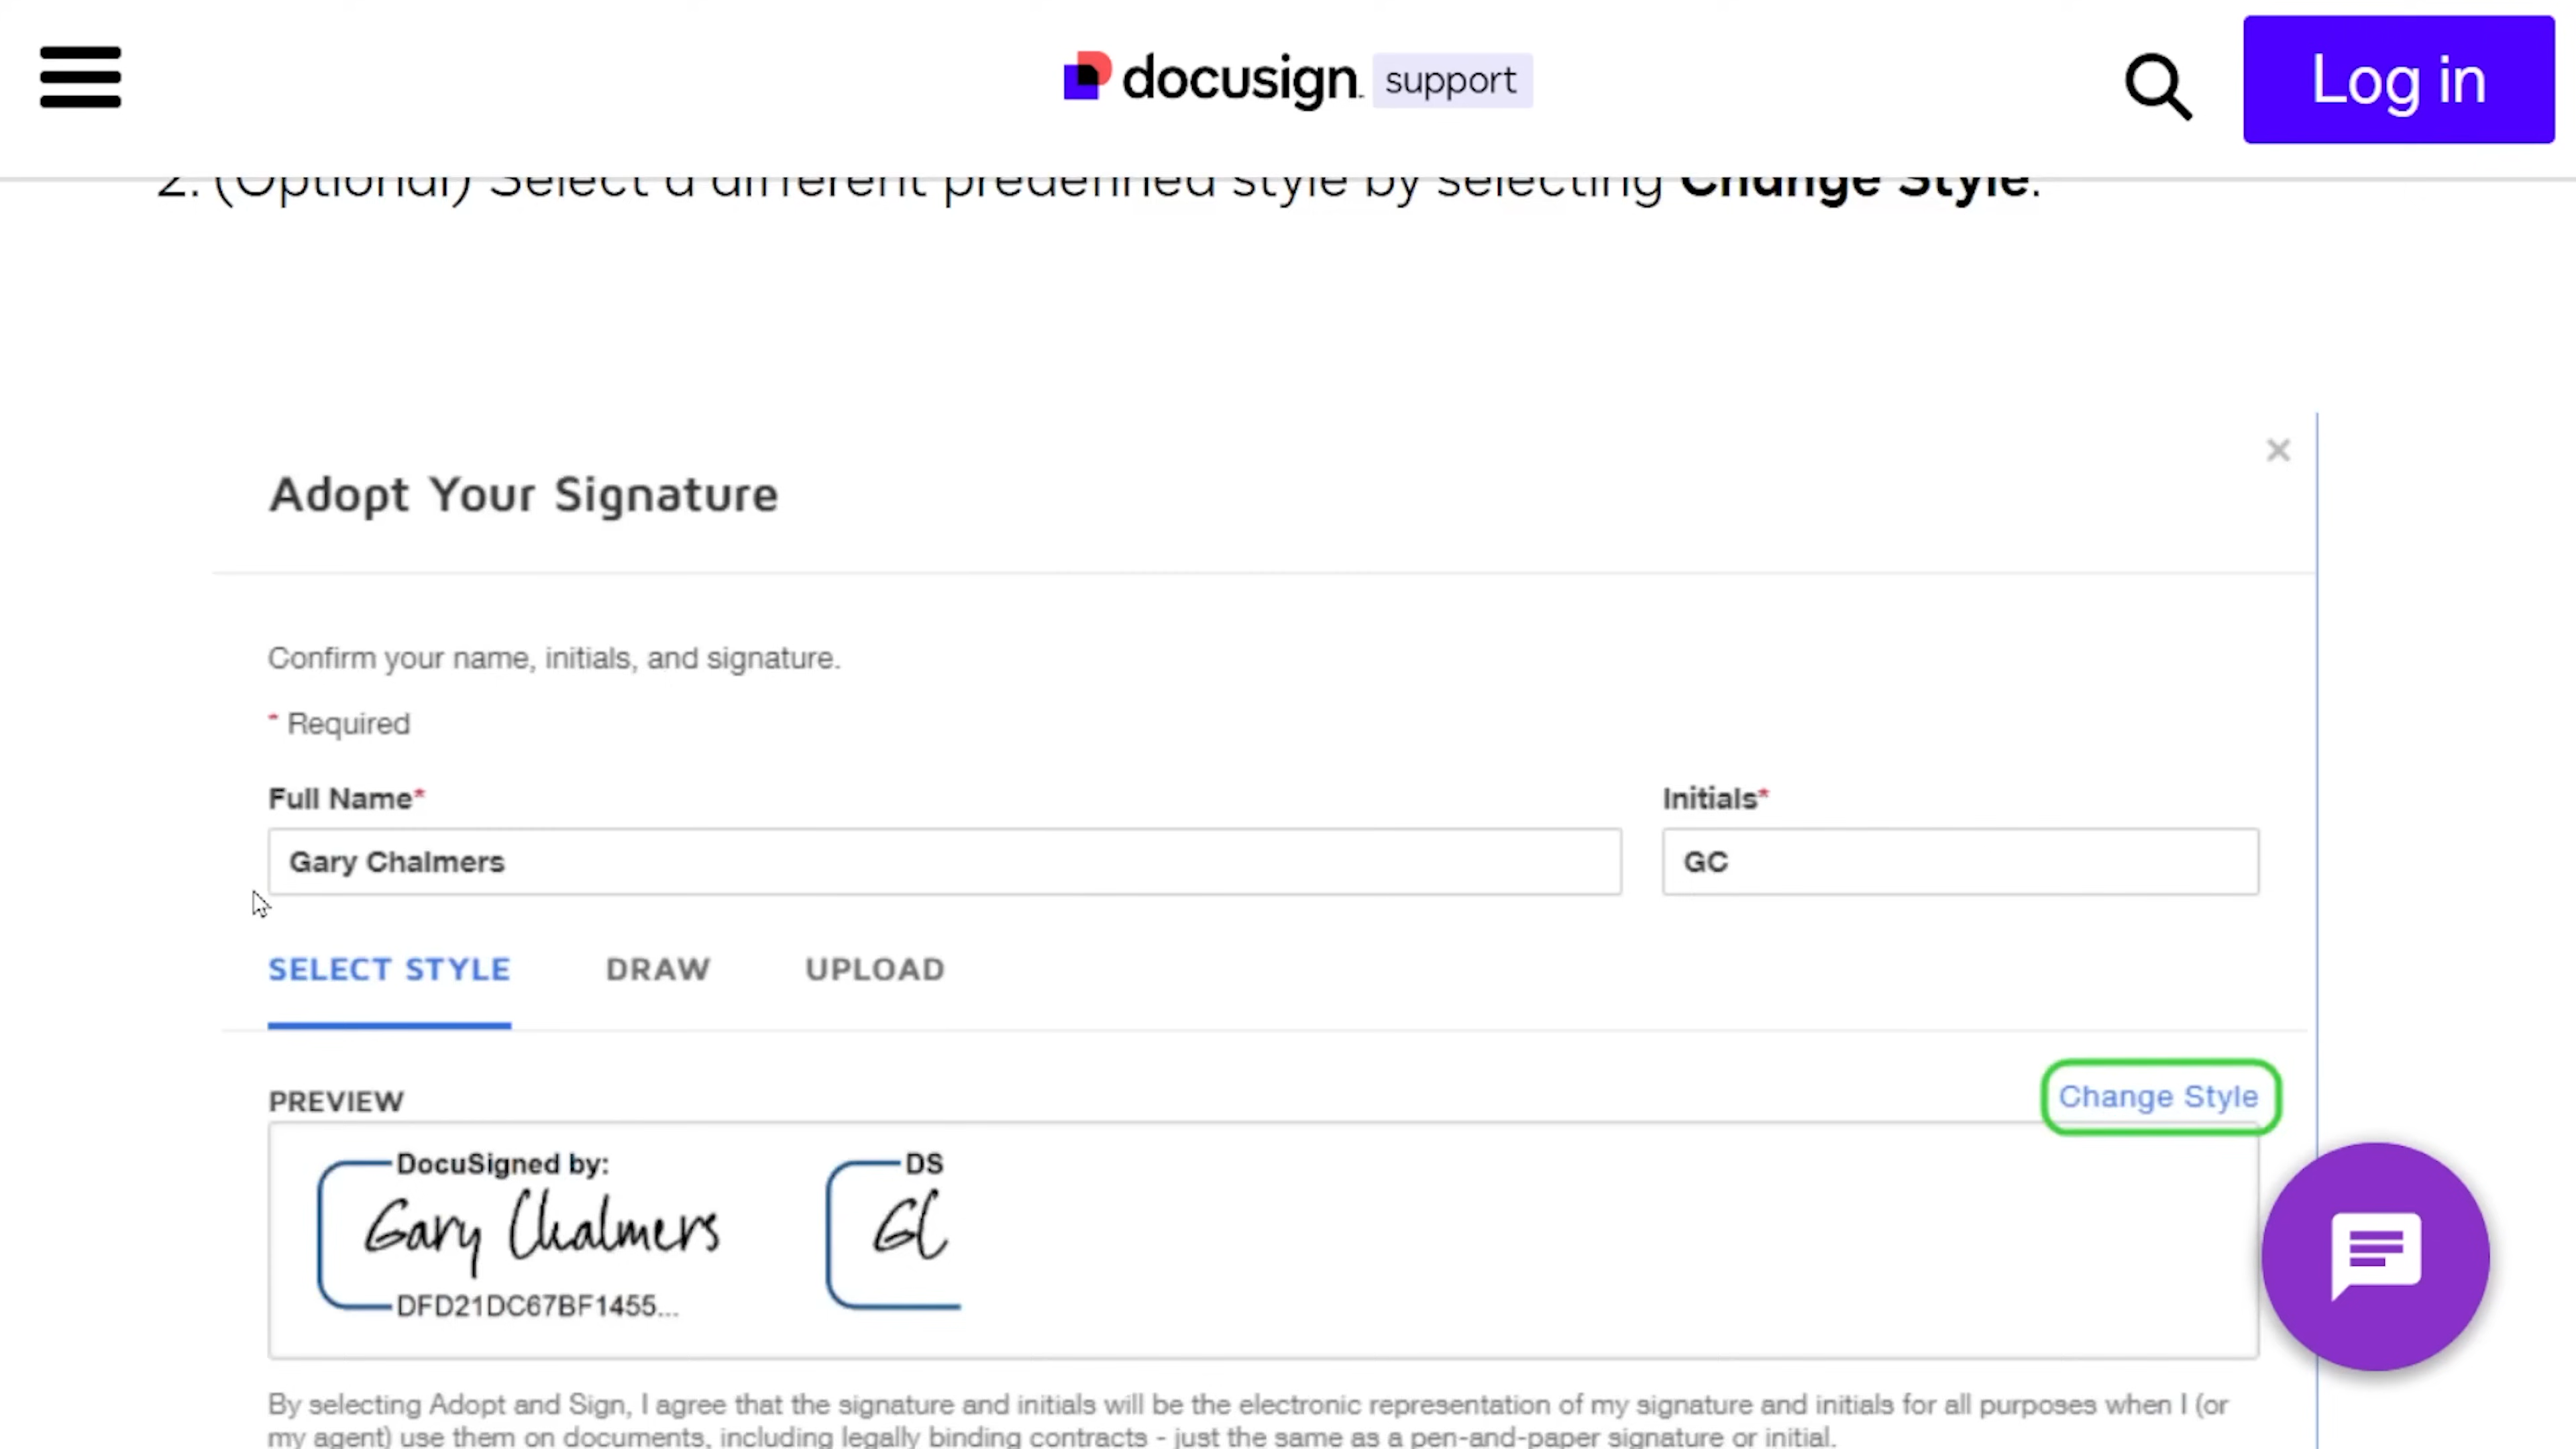 docusign support
Log in
2. (Optional) Select a different predefined style by selecting Change Style.
Adopt Your Signature
Confirm your name, initials, and signature.
* Required
Full Name* Initials*
Gary Chalmers GC
SELECT STYLE DRAW UPLOAD
PREVIEW Change Style
DocuSigned by: DS
Gary Chalmers GC
DFD21DC67BF1455...
By selecting Adopt and Sign, I agree that the signature and initials will be the electronic representation of my signature and initials for all purposes when I (or
my agent) use them on documents, including legally binding contracts - just the same as a pen-and-paper signature or initial.